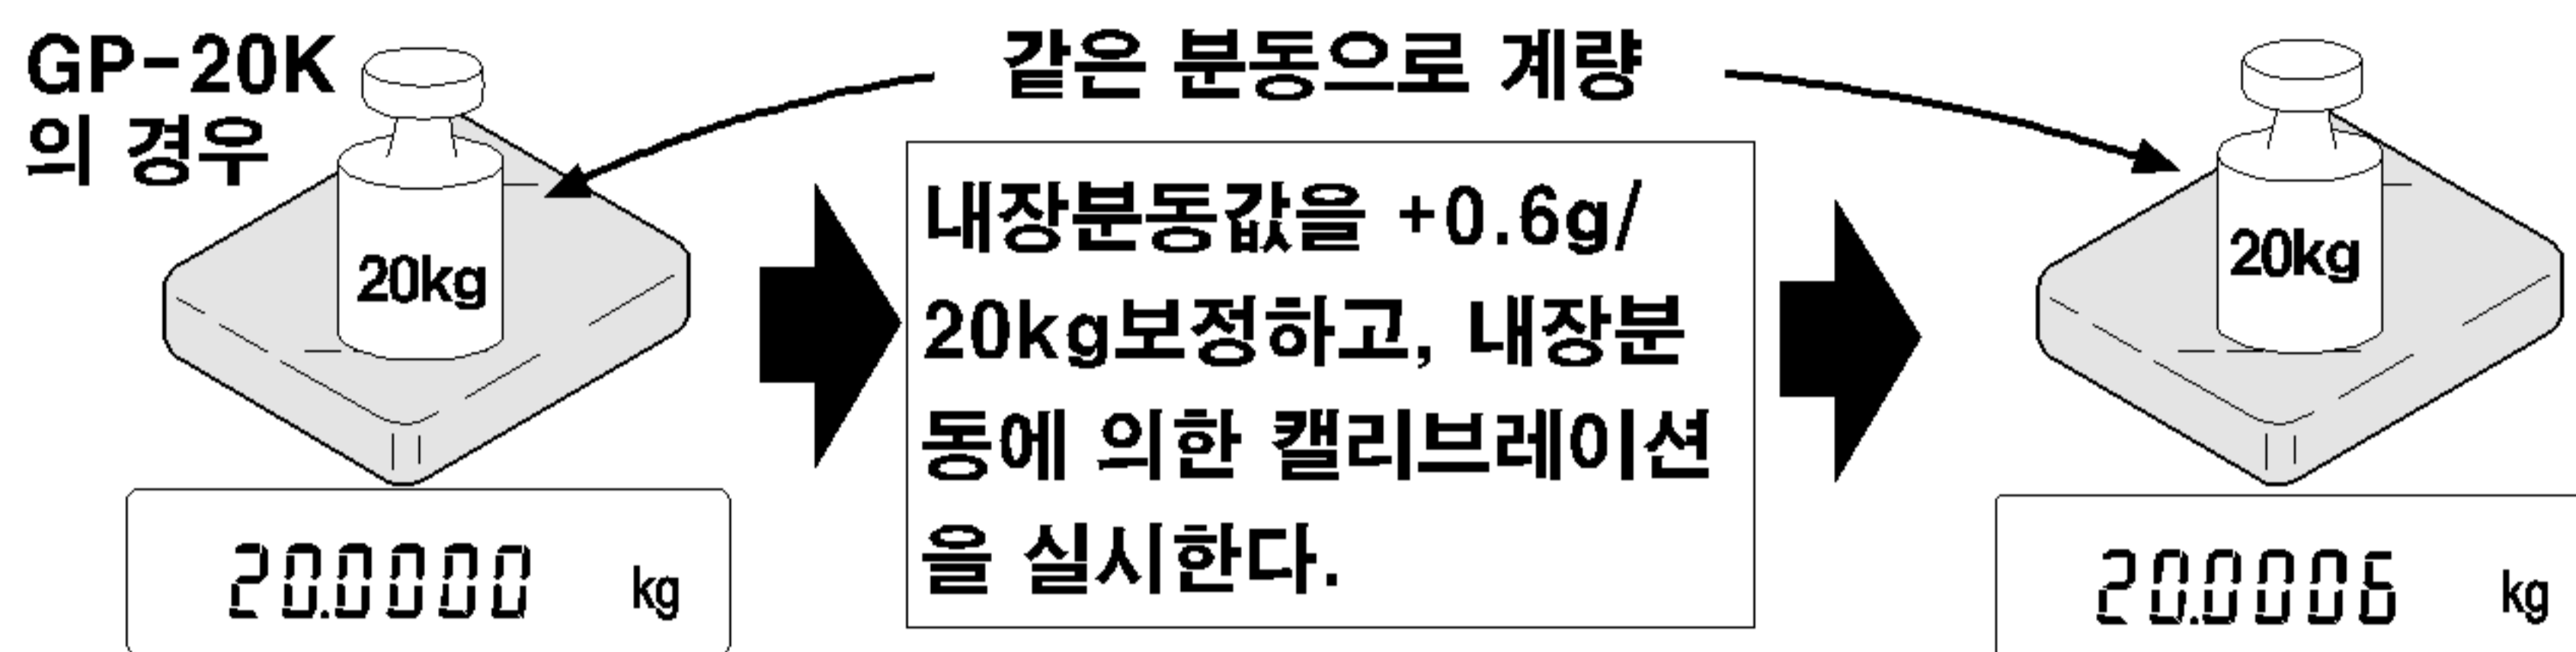 GP-20K
의 경우
같은 분동으로 계량
20kg
20.0000 kg
내장분동값을 +0.6g/
20kg보정하고, 내장분
동에 의한 캘리브레이션
을 실시한다.
20kg
20.0006 kg